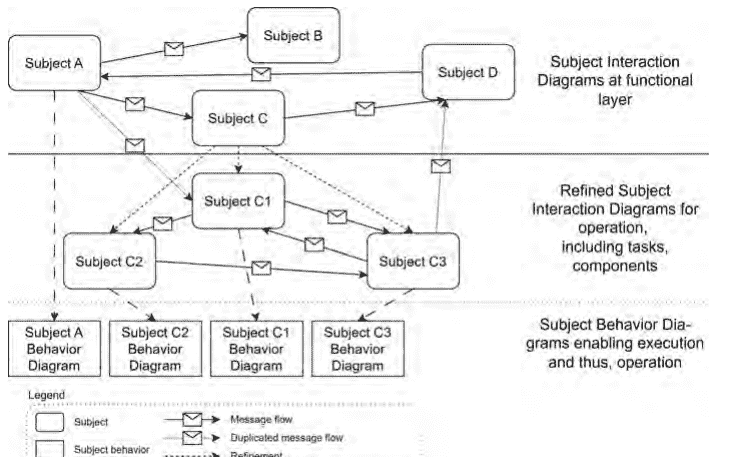 Subject A
Subject B
Subject D
Subject Interaction
Diagrams at functional
layer
Subject C
Subject C1
Refined Subject
Interaction Diagrams for
operation,
including tasks,
components
Subject C2
Subject C3
Subject A
Behavior
Diagram
Subject C2
Behavior
Diagram
Subject C1
Behavior
Diagram
Subject C3
Behavior
Diagram
Subject Behavior Dia-
grams enabling execution
and thus, operation
Legend
Subject
Message flow
Duplicated message flow
Subject behavior
Refinement